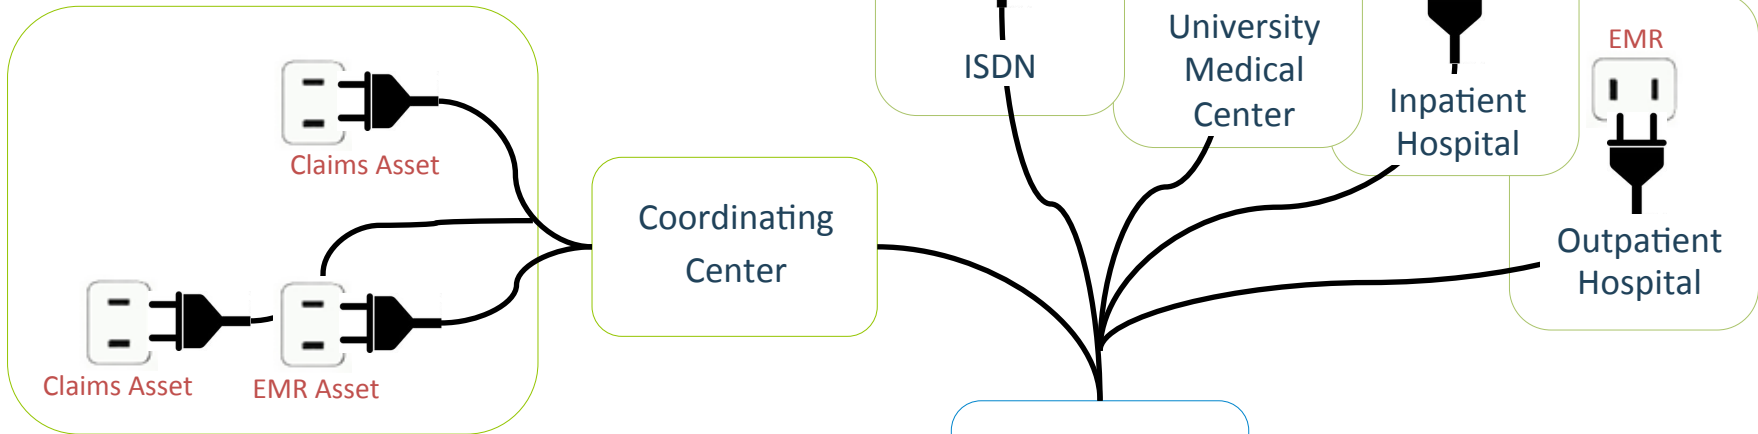 Claims Asset
Claims Asset
EMR Asset
Coordinating
Center
ISDN
University
Medical
Center
Inpatient
Hospital
EMR
Outpatient
Hospital